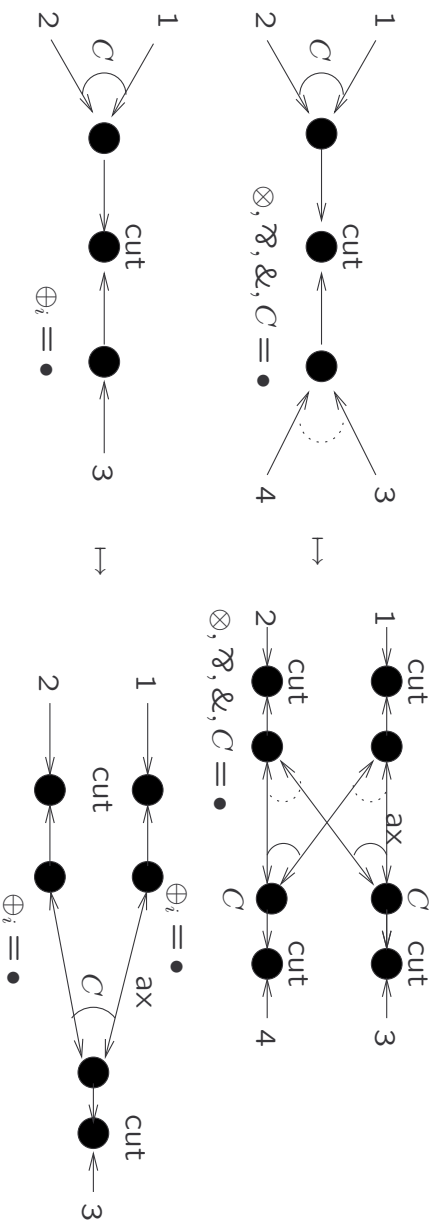 cut C cut
1 3 1 ax 3
cut
C ↦
cut cut
2 4 2 4
⊗, ⅋, &, C = • C
⊗, ⅋, &, C = •
1 ⊕i = •
cut 1 ax cut
C ↦ cut C
3 3
2 2
⊕i = • ⊕i = •